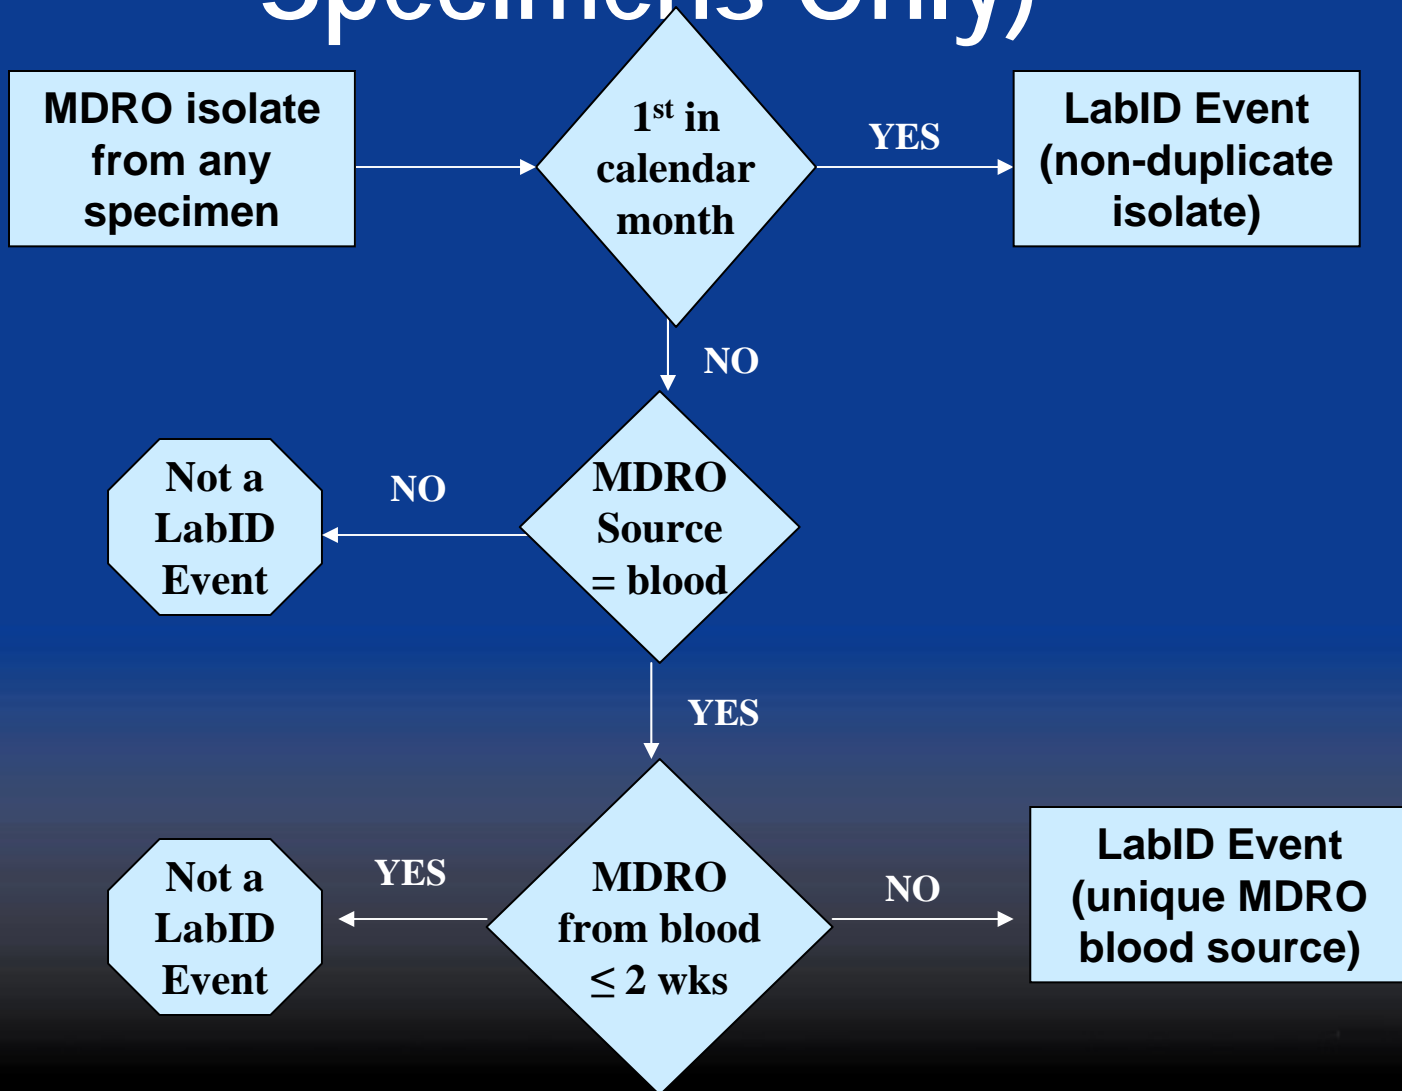 Specimens Only)
MDRO isolate
from any
specimen
1st in
calendar
month
YES
LabID Event
(non-duplicate
isolate)
NO
Not a
LabID
Event
NO
MDRO
Source
= blood
YES
Not a
LabID
Event
YES
MDRO
from blood
≤ 2 wks
NO
LabID Event
(unique MDRO
blood source)